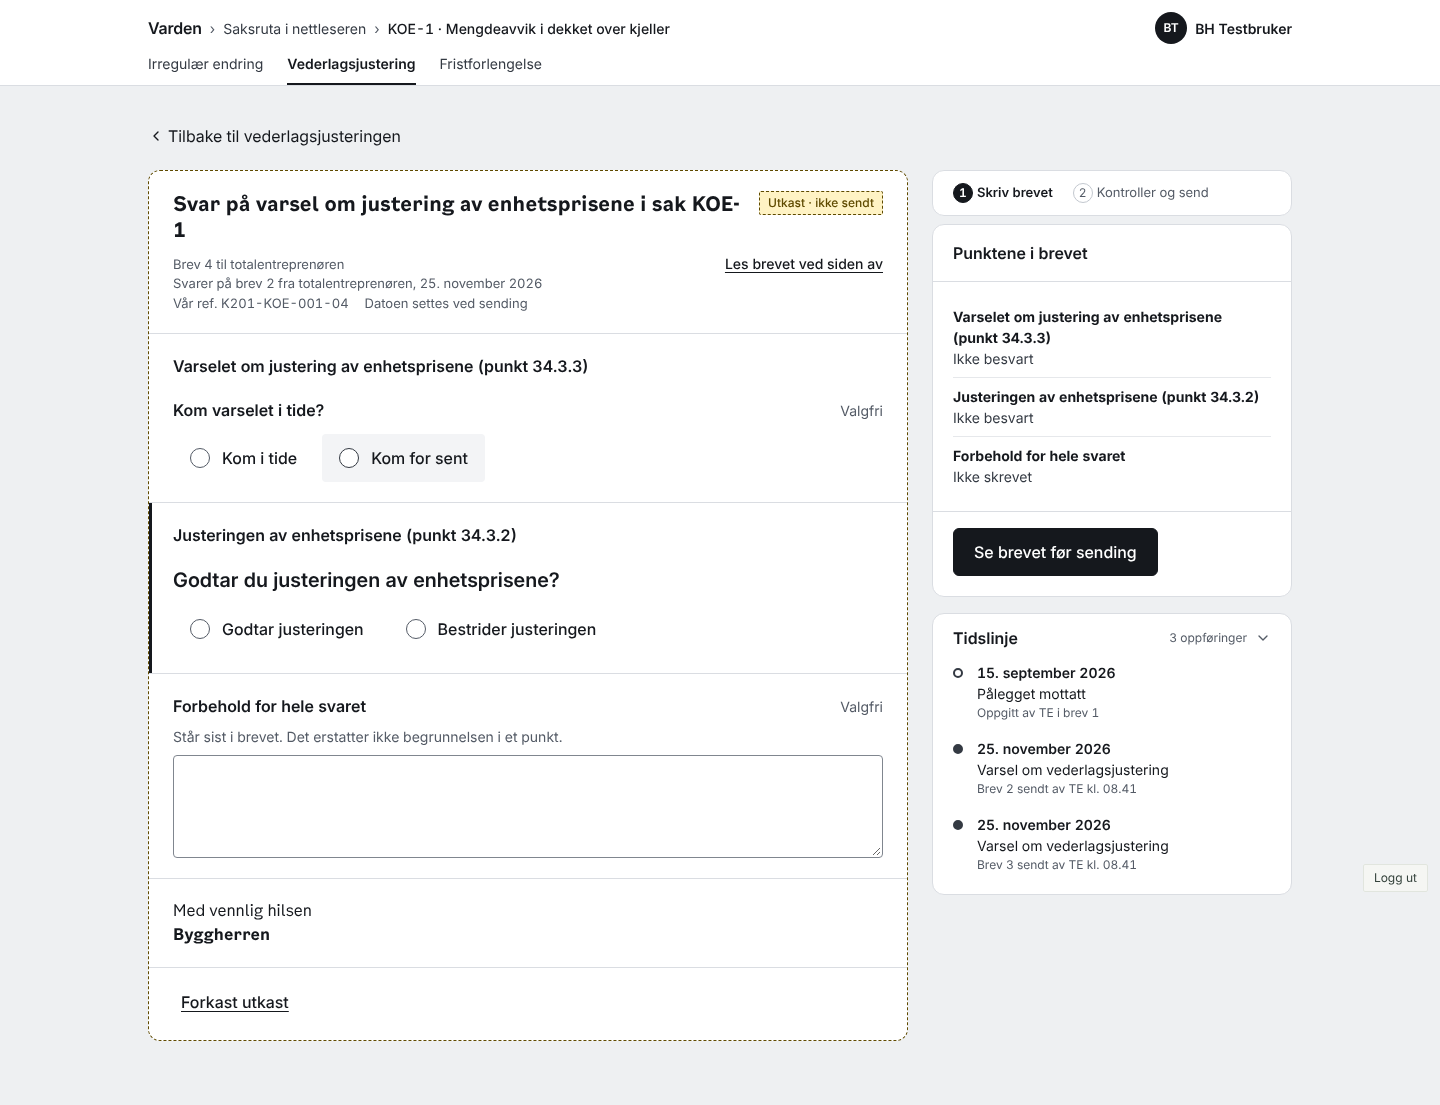 Varden › Saksruta i nettleseren › KOE-1 · Mengdeavvik i dekket over kjeller
BT BH Testbruker
Irregulær endring Vederlagsjustering Fristforlengelse
Tilbake til vederlagsjusteringen
Svar på varsel om justering av enhetsprisene i sak KOE-
1
Utkast · ikke sendt
Brev 4 til totalentreprenøren
Les brevet ved siden av
Svarer på brev 2 fra totalentreprenøren, 25. november 2026
Vår ref. K201-KOE-001-04 Datoen settes ved sending
Varselet om justering av enhetsprisene (punkt 34.3.3)
Kom varselet i tide? Valgfri
Kom i tide Kom for sent
Justeringen av enhetsprisene (punkt 34.3.2)
Godtar du justeringen av enhetsprisene?
Godtar justeringen Bestrider justeringen
Forbehold for hele svaret Valgfri
Står sist i brevet. Det erstatter ikke begrunnelsen i et punkt.
Med vennlig hilsen
Byggherren
Forkast utkast
1 Skriv brevet 2 Kontroller og send
Punktene i brevet
Varselet om justering av enhetsprisene
(punkt 34.3.3)
Ikke besvart
Justeringen av enhetsprisene (punkt 34.3.2)
Ikke besvart
Forbehold for hele svaret
Ikke skrevet
Se brevet før sending
Tidslinje 3 oppføringer
15. september 2026
Pålegget mottatt
Oppgitt av TE i brev 1
25. november 2026
Varsel om vederlagsjustering
Brev 2 sendt av TE kl. 08.41
25. november 2026
Varsel om vederlagsjustering
Brev 3 sendt av TE kl. 08.41
Logg ut